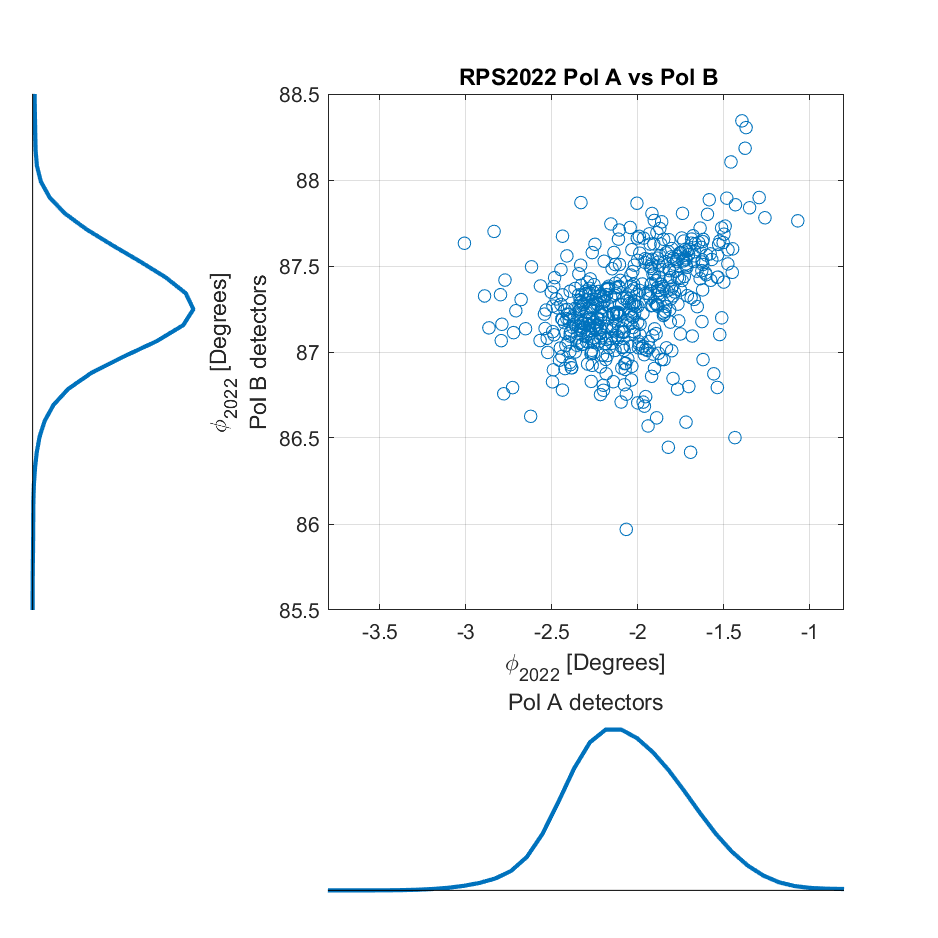 RPS2022 Pol A vs Pol B
88.5
88
87.5
87
86.5
86
85.5
ϕ2022 [Degrees]
Pol B detectors
-3.5 -3 -2.5 -2 -1.5 -1
ϕ2022 [Degrees]
Pol A detectors